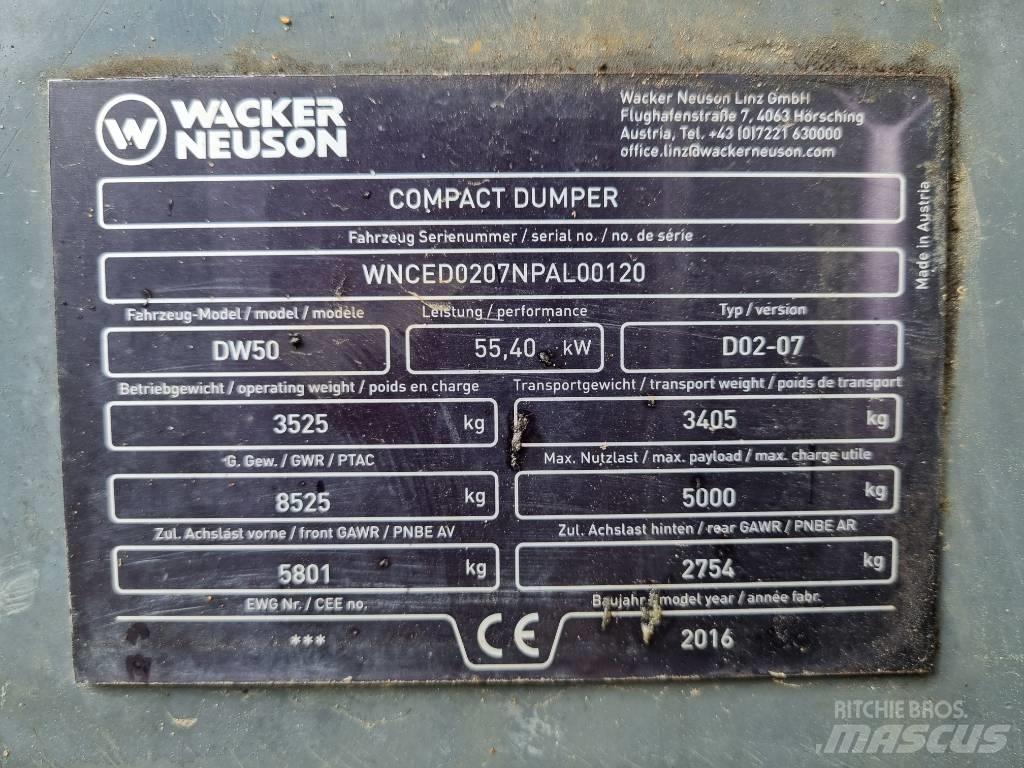 WACKER
NEUSON
Wacker Neuson Linz GmbH
Flughafenstraße 7, 4063 Hörsching
Austria, Tel. +43 (0)7221 630000
office.linz@wackerneuson.com
COMPACT DUMPER
Made in Austria
Fahrzeug Serienummer / serial no. / no. de série
WNCED0207NPAL00120
Fahrzeug-Model / model / modèle Leistung / performance Typ / version
DW50 55,40 kW D02-07
Betriebgewicht / operating weight / poids en charge Transportgewicht / transport weight / poids de transport
3525 kg 3405 kg
G. Gew. / GWR / PTAC Max. Nutzlast / max. payload / max. charge utile
8525 kg 5000 kg
Zul. Achslast vorne / front GAWR / PNBE AV Zul. Achslast hinten / rear GAWR / PNBE AR
5801 kg 2754 kg
EWG Nr. / CEE no. Baujahr / model year / année fabr.
*** CE 2016
RITCHIE BROS.
MASCUS